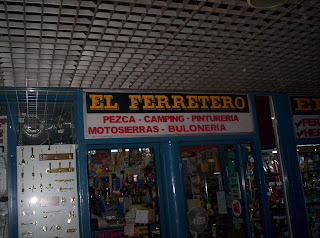 EL FERRETERO
PEZCA - CAMPING - PINTURERIA
MOTOSIERRAS - BULONERIA